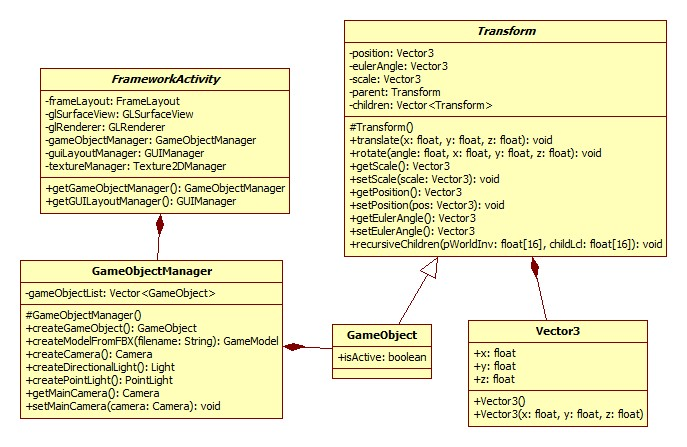 FrameworkActivity
-frameLayout: FrameLayout
-glSurfaceView: GLSurfaceView
-glRenderer: GLRenderer
-gameObjectManager: GameObjectManager
-guiLayoutManager: GUIManager
-textureManager: Texture2DManager
+getGameObjectManager(): GameObjectManager
+getGUILayoutManager(): GUIManager
Transform
-position: Vector3
-eulerAngle: Vector3
-scale: Vector3
-parent: Transform
-children: Vector<Transform>
#Transform()
+translate(x: float, y: float, z: float): void
+rotate(angle: float, x: float, y: float, z: float): void
+getScale(): Vector3
+setScale(scale: Vector3): void
+getPosition(): Vector3
+setPosition(pos: Vector3): void
+getEulerAngle(): Vector3
+setEulerAngle(): Vector3
+recursiveChildren(pWorldInv: float[16], childLcl: float[16]): void
GameObjectManager
-gameObjectList: Vector<GameObject>
#GameObjectManager()
+createGameObject(): GameObject
+createModelFromFBX(filename: String): GameModel
+createCamera(): Camera
+createDirectionalLight(): Light
+createPointLight(): PointLight
+getMainCamera(): Camera
+setMainCamera(camera: Camera): void
GameObject
+isActive: boolean
Vector3
+x: float
+y: float
+z: float
+Vector3()
+Vector3(x: float, y: float, z: float)